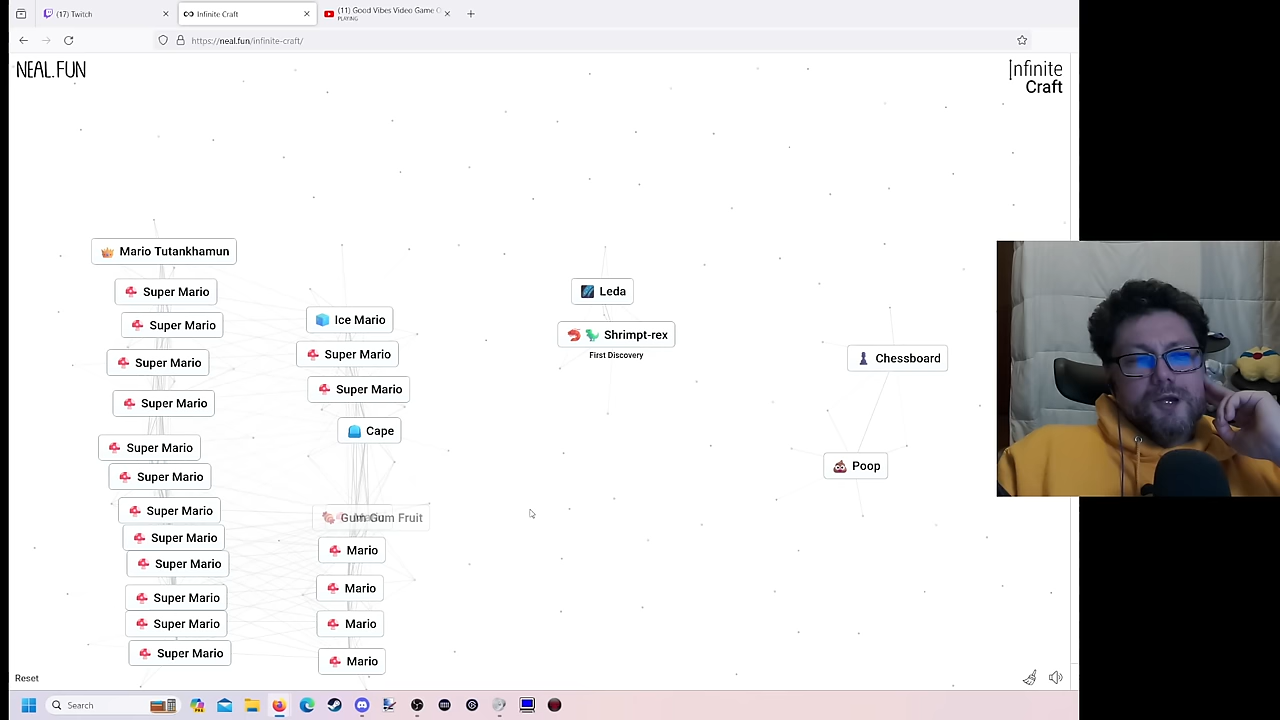 (17) Twitch
Infinite Craft
(11) Good Vibes Video Game
PLAYING
https://neal.fun/infinite-craft/
NEAL.FUN
Infinite
Craft
Mario Tutankhamun
Super Mario
Super Mario
Super Mario
Super Mario
Super Mario
Super Mario
Super Mario
Super Mario
Super Mario
Super Mario
Super Mario
Super Mario
Ice Mario
Super Mario
Super Mario
Cape
Gum Gum Fruit
Mario
Mario
Mario
Mario
Leda
Shrimpt-rex
First Discovery
Chessboard
Poop
Reset
Search